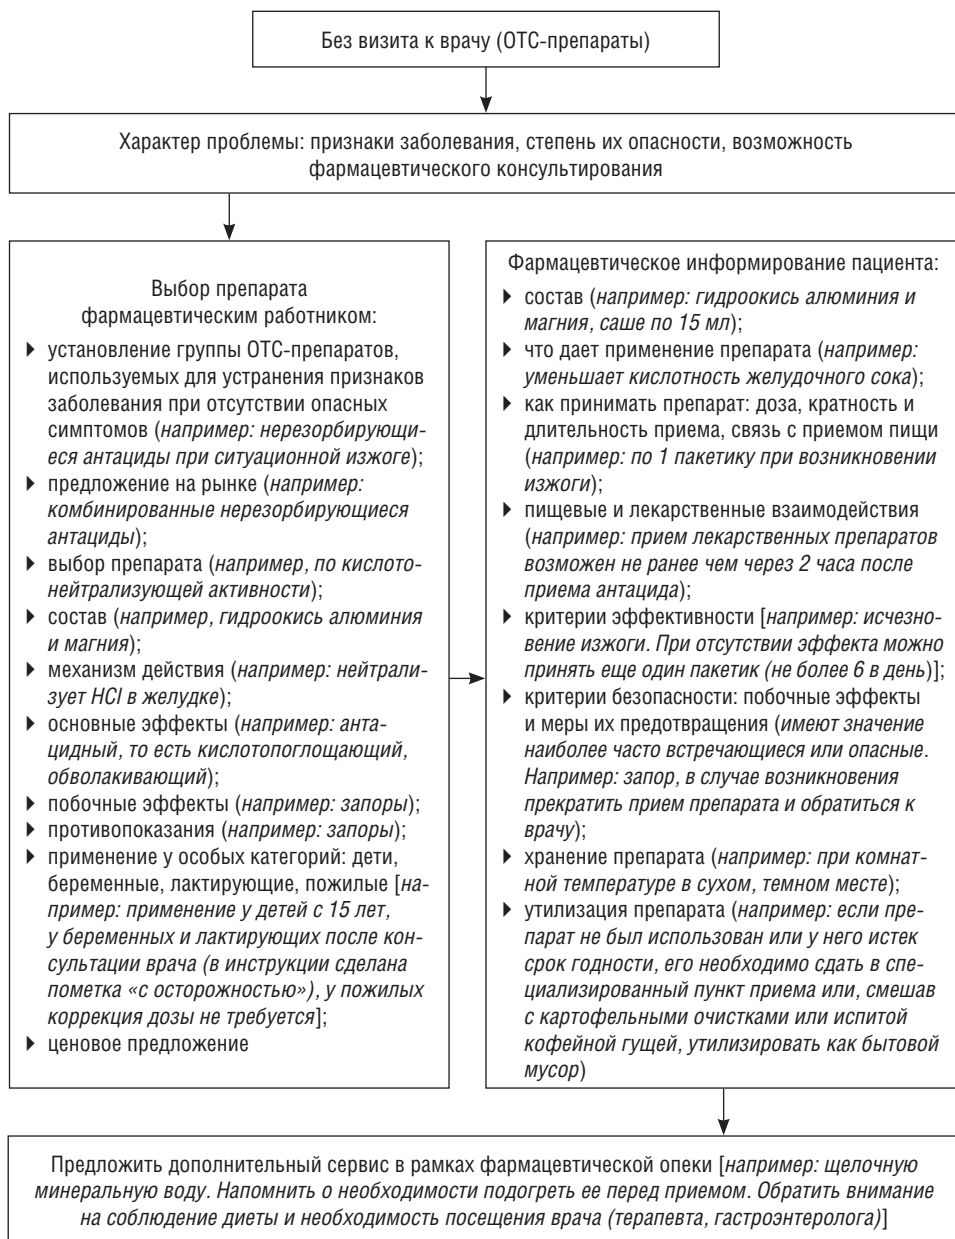 Без визита к врачу (ОТС-препараты)
Характер проблемы: признаки заболевания, степень их опасности, возможность
фармацевтического консультирования
Выбор препарата
фармацевтическим работником:
установление группы ОТС-препаратов,
используемых для устранения признаков
заболевания при отсутствии опасных
симптомов (например: нерезорбирующи-
еся антациды при ситуационной изжоге);
предложение на рынке (например:
комбинированные нерезорбирующиеся
антациды);
выбор препарата (например, по кислото-
нейтрализующей активности);
состав (например, гидроокись алюминия
и магния);
механизм действия (например: нейтрали-
зует HCl в желудке);
основные эффекты (например: анта-
цидный, то есть кислотопоглощающий,
обволакивающий);
побочные эффекты (например: запоры);
противопоказания (например: запоры);
применение у особых категорий: дети,
беременные, лактирующие, пожилые [на-
пример: применение у детей с 15 лет,
у беременных и лактирующих после кон-
сультации врача (в инструкции сделана
пометка «с осторожностью»), у пожилых
коррекция дозы не требуется];
ценовое предложение
Фармацевтическое информирование пациента:
состав (например: гидроокись алюминия и
магния, саше по 15 мл);
что дает применение препарата (например:
уменьшает кислотность желудочного сока);
как принимать препарат: доза, кратность и
длительность приема, связь с приемом пищи
(например: по 1 пакетику при возникновении
изжоги);
пищевые и лекарственные взаимодействия
(например: прием лекарственных препаратов
возможен не ранее чем через 2 часа после
приема антацида);
критерии эффективности [например: исчезно-
вение изжоги. При отсутствии эффекта можно
принять еще один пакетик (не более 6 в день)];
критерии безопасности: побочные эффекты
и меры их предотвращения (имеют значение
наиболее часто встречающиеся или опасные.
Например: запор, в случае возникновения
прекратить прием препарата и обратиться к
врачу);
хранение препарата (например: при комнат-
ной температуре в сухом, темном месте);
утилизация препарата (например: если пре-
парат не был использован или у него истек
срок годности, его необходимо сдать в спе-
циализированный пункт приема или, смешав
с картофельными очистками или испитой
кофейной гущей, утилизировать как бытовой
мусор)
Предложить дополнительный сервис в рамках фармацевтической опеки [например: щелочную
минеральную воду. Напомнить о необходимости подогреть ее перед приемом. Обратить внимание
на соблюдение диеты и необходимость посещения врача (терапевта, гастроэнтеролога)]